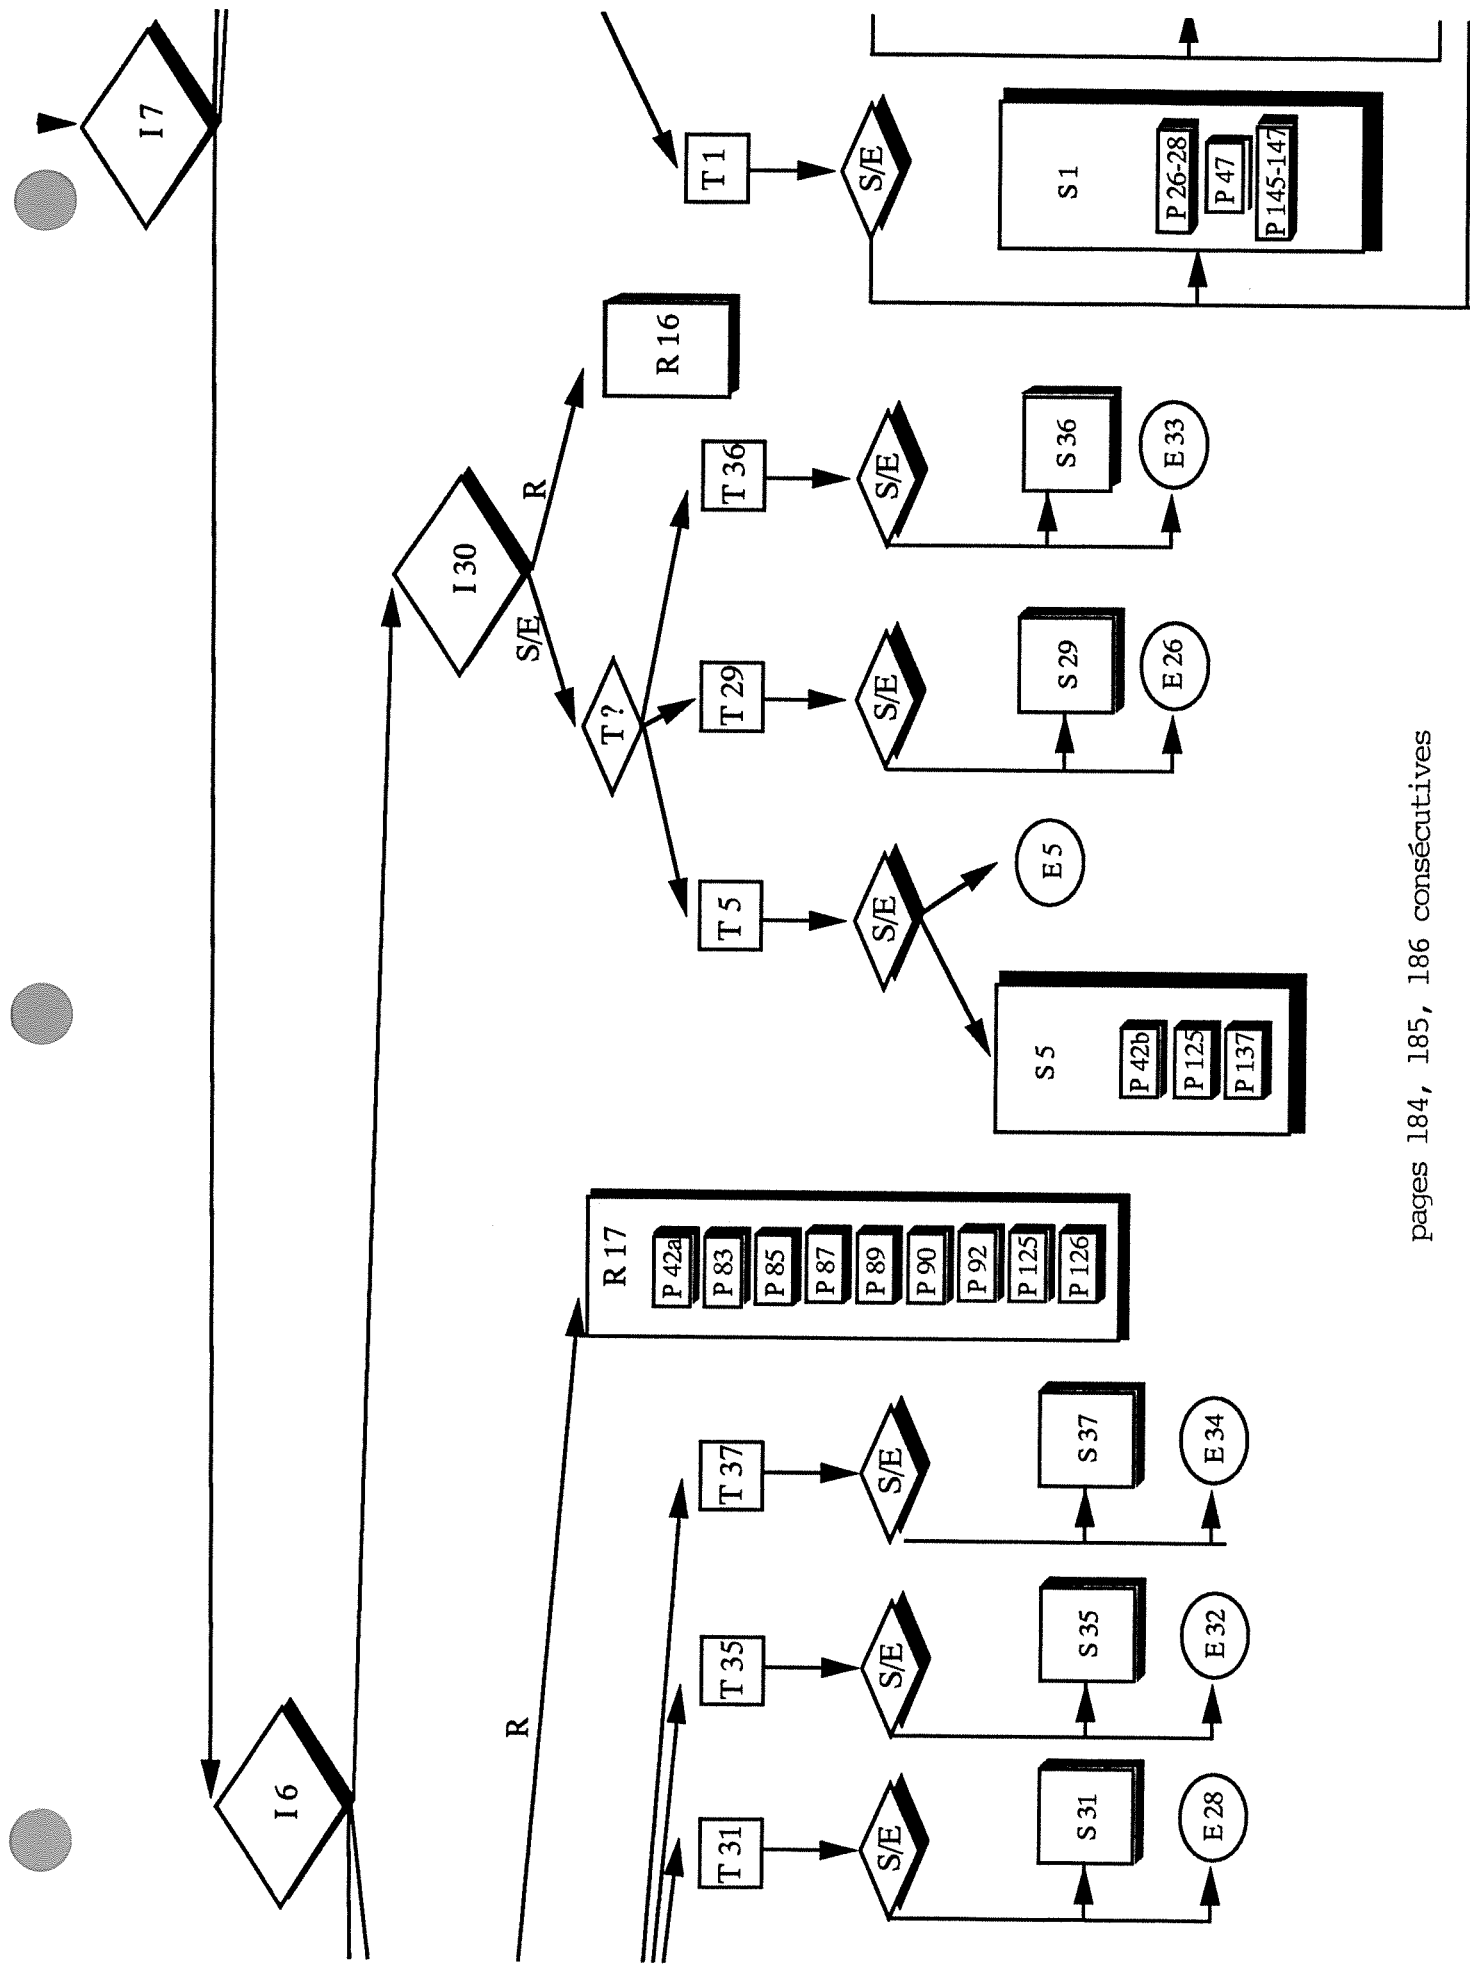 I 7
I 6
I 30
S/E
R
R
T ?
R 16
R 17
P 42a
P 83
P 85
P 87
P 89
P 90
P 92
P 125
P 126
T 31
T 35
T 37
T 5
T 29
T 36
T 1
S/E
S/E
S/E
S/E
S/E
S/E
S/E
S 31
E 28
S 35
E 32
S 37
E 34
S 5
P 42b
P 125
P 137
E 5
S 29
E 26
S 36
E 33
S 1
P 26-28
P 47
P 145-147
pages 184, 185, 186 consécutives